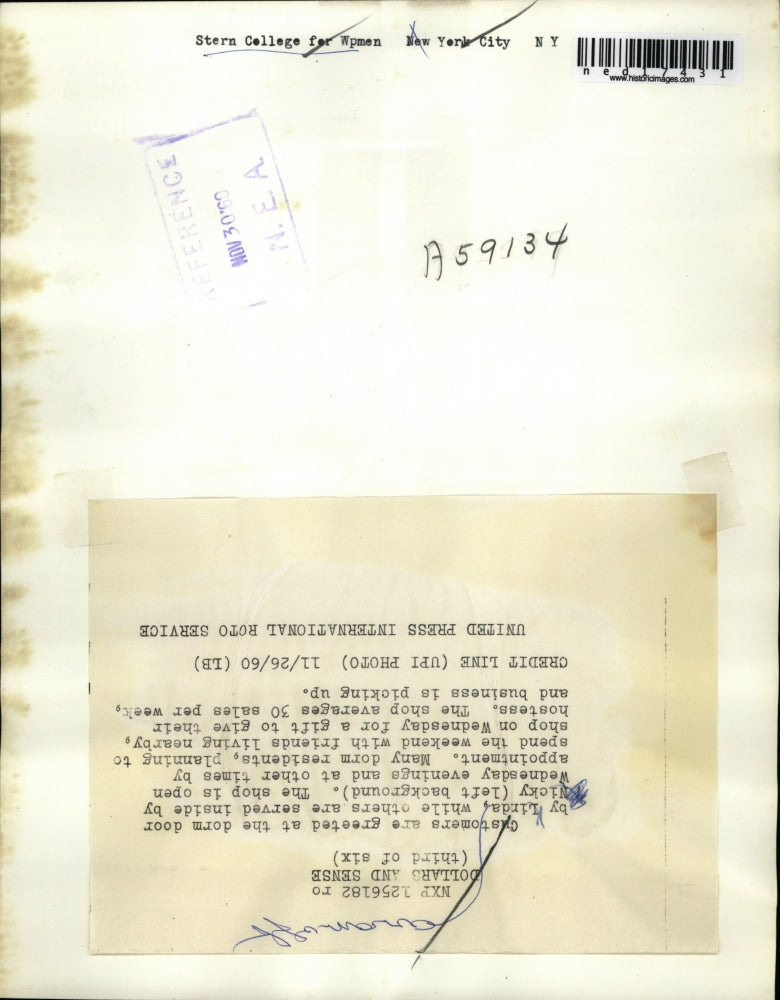 Stern College for Wpmen New York City N Y
ned17431
www.historicimages.com
REFERENCE
NOV 30'60
N.E.A.
A59134
NXP 1256182 ro
DOLLARS AND SENSE
(third of six)
Customers are greeted at the dorm door
by Linda, while others are served inside by
Nicky (left background). The shop is open
Wednesday evenings and at other times by
appointment. Many dorm residents, planning to
spend the weekend with friends living nearby,
shop on Wednesday for a gift to give their
hostess. The shop averages 30 sales per week,
and business is picking up.
CREDIT LINE (UPI PHOTO) 11/26/60 (LB)
UNITED PRESS INTERNATIONAL ROTO SERVICE